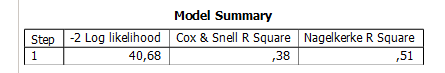 Model Summary
Step -2 Log likelihood Cox & Snell R Square Nagelkerke R Square
1 40,68 ,38 ,51